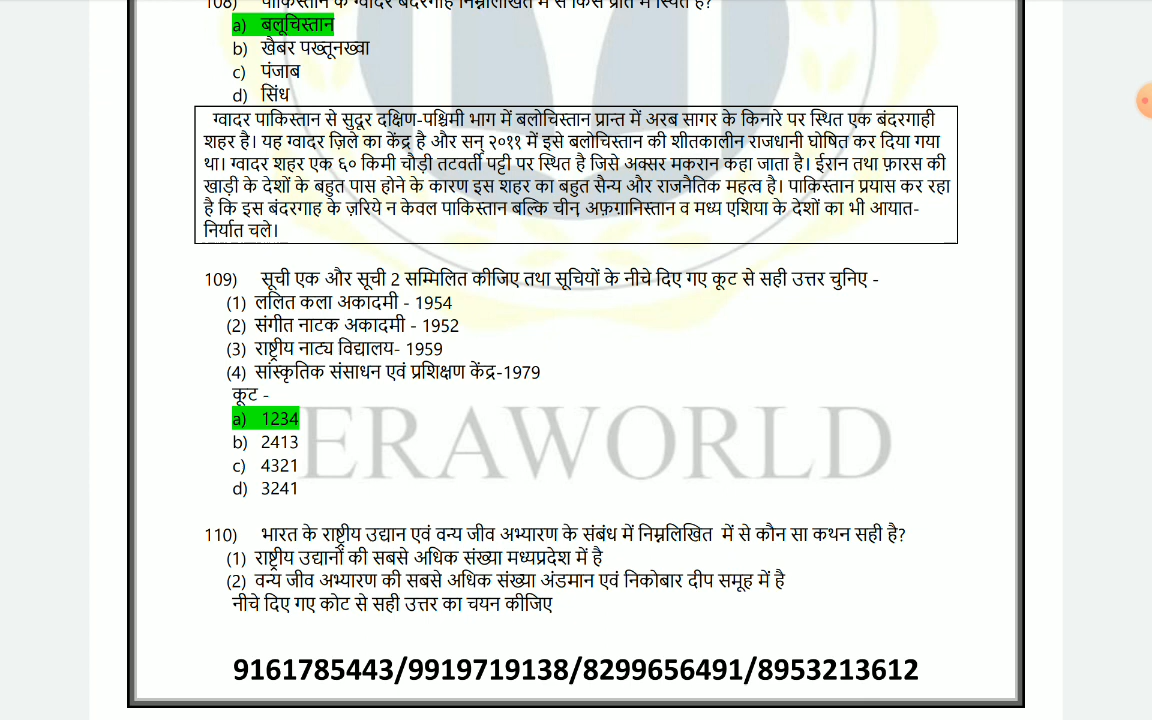 108) पाकिस्तान के ग्वादर बंदरगाह निम्नलिखित में से किस प्रांत में स्थित है?
a) बलूचिस्तान
b) खैबर पख्तूनख्वा
c) पंजाब
d) सिंध
ग्वादर पाकिस्तान से सुदूर दक्षिण-पश्चिमी भाग में बलोचिस्तान प्रान्त में अरब सागर के किनारे पर स्थित एक बंदरगाही
शहर है। यह ग्वादर ज़िले का केंद्र है और सन् २०११ में इसे बलोचिस्तान की शीतकालीन राजधानी घोषित कर दिया गया
था। ग्वादर शहर एक ६० किमी चौड़ी तटवर्ती पट्टी पर स्थित है जिसे अक्सर मकरान कहा जाता है। ईरान तथा फ़ारस की
खाड़ी के देशों के बहुत पास होने के कारण इस शहर का बहुत सैन्य और राजनैतिक महत्व है। पाकिस्तान प्रयास कर रहा
है कि इस बंदरगाह के ज़रिये न केवल पाकिस्तान बल्कि चीन, अफ़ग़ानिस्तान व मध्य एशिया के देशों का भी आयात-
निर्यात चले।
109) सूची एक और सूची 2 सम्मिलित कीजिए तथा सूचियों के नीचे दिए गए कूट से सही उत्तर चुनिए -
(1) ललित कला अकादमी - 1954
(2) संगीत नाटक अकादमी - 1952
(3) राष्ट्रीय नाट्य विद्यालय- 1959
(4) सांस्कृतिक संसाधन एवं प्रशिक्षण केंद्र-1979
कूट -
a) 1234
b) 2413
c) 4321
d) 3241
ERAWORLD
110) भारत के राष्ट्रीय उद्यान एवं वन्य जीव अभ्यारण के संबंध में निम्नलिखित में से कौन सा कथन सही है?
(1) राष्ट्रीय उद्यानों की सबसे अधिक संख्या मध्यप्रदेश में है
(2) वन्य जीव अभ्यारण की सबसे अधिक संख्या अंडमान एवं निकोबार दीप समूह में है
नीचे दिए गए कोट से सही उत्तर का चयन कीजिए
9161785443/9919719138/8299656491/8953213612